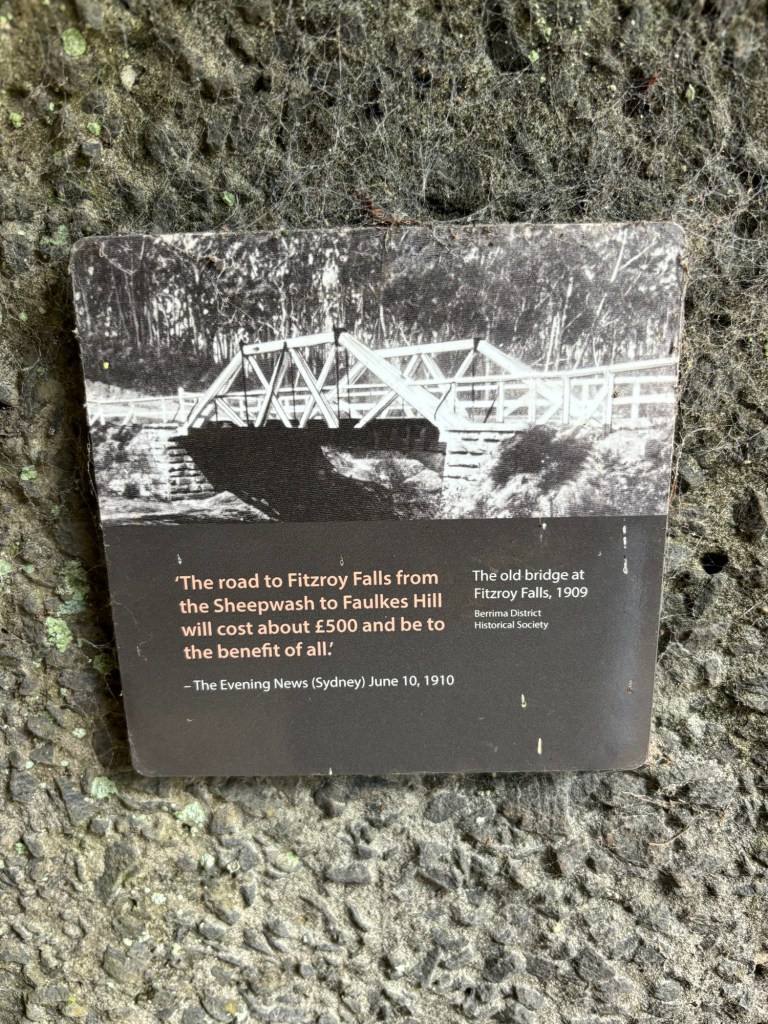 ‘The road to Fitzroy Falls from
the Sheepwash to Faulkes Hill
will cost about £500 and be to
the benefit of all.’
– The Evening News (Sydney) June 10, 1910
The old bridge at
Fitzroy Falls, 1909
Berrima District
Historical Society